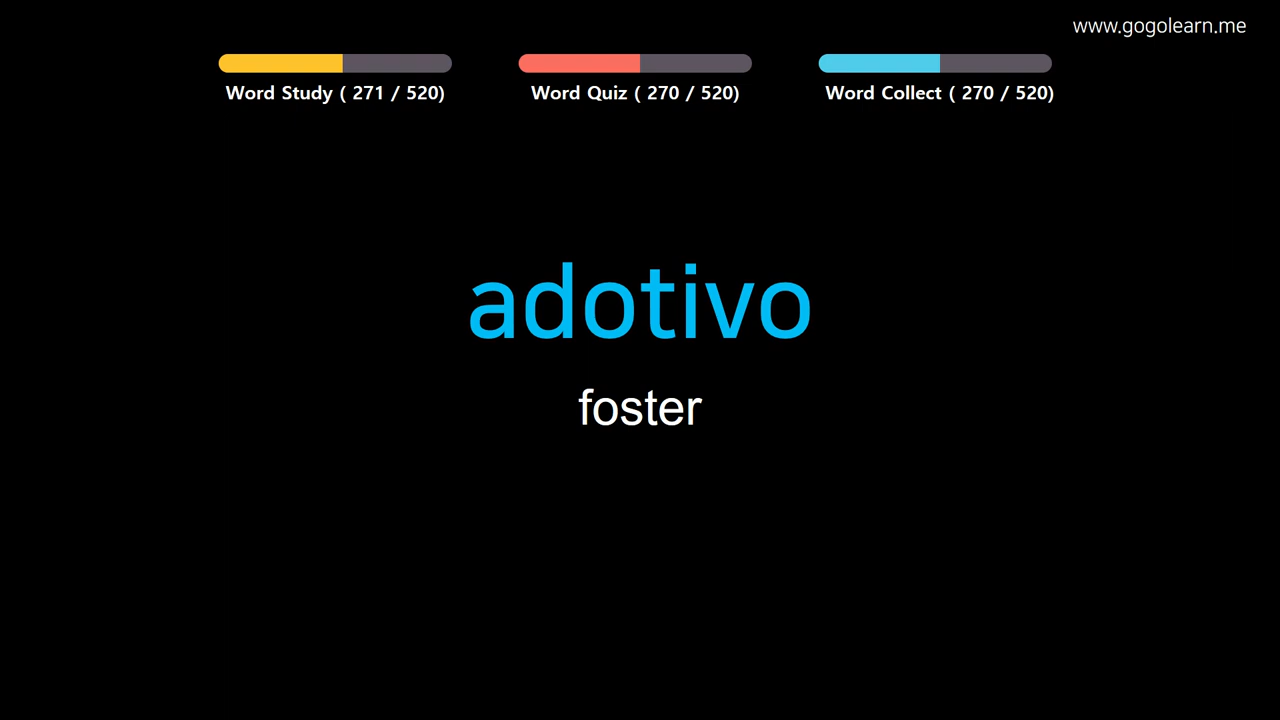 www.gogolearn.me
Word Study ( 271 / 520)
Word Quiz ( 270 / 520)
Word Collect ( 270 / 520)
adotivo
foster